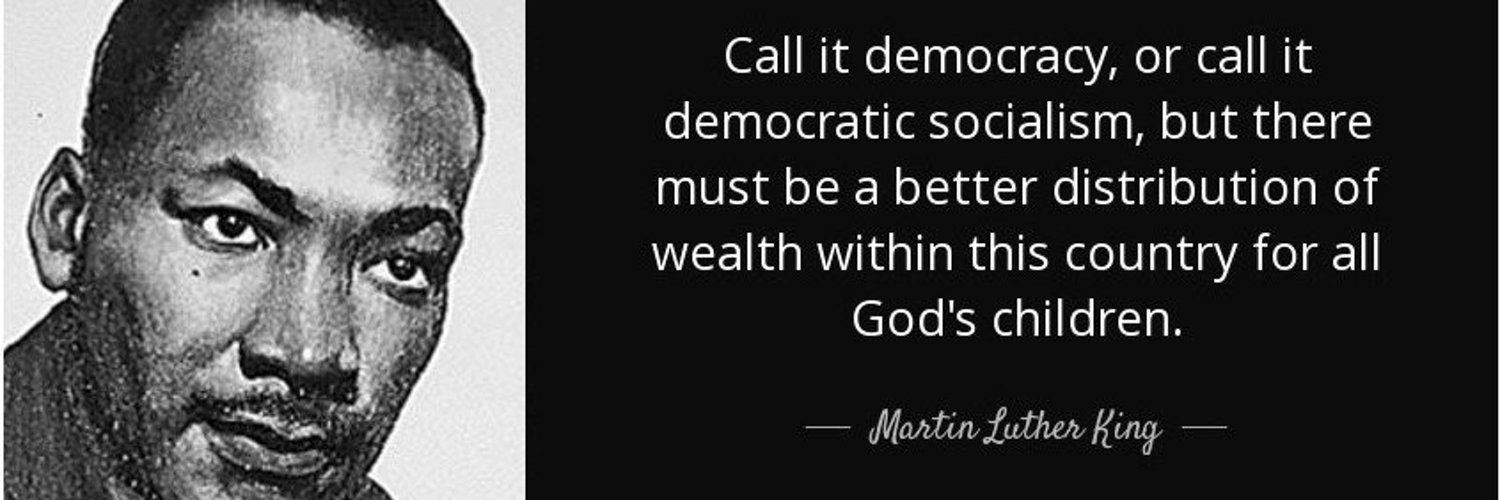 Call it democracy, or call it
democratic socialism, but there
must be a better distribution of
wealth within this country for all
God's children.
Martin Luther King